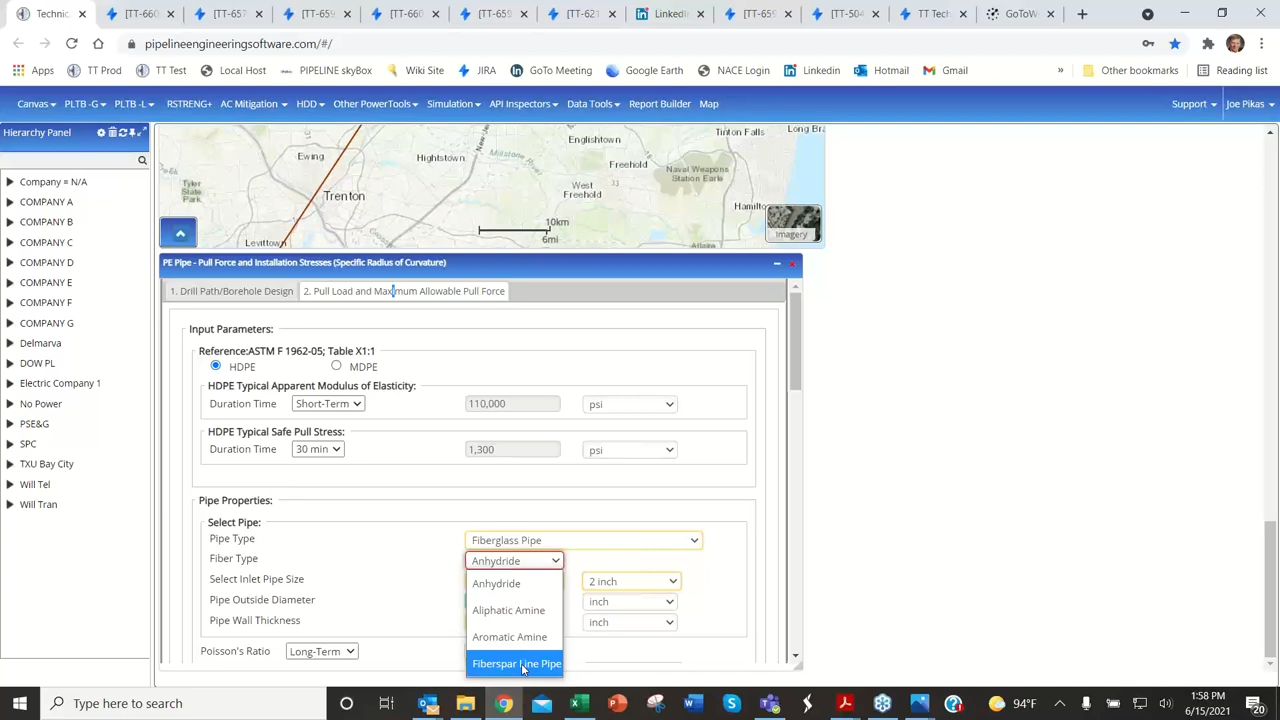 Technic
[TT-660
[TT-657
[TT-659
[TT-660
[TT-659
[TT-621
LinkedIn
[TT-659
[TT-504
TT Tech
GoToW
pipelineengineeringsoftware.com/#/
Apps TT Prod TT Test Local Host PIPELINE skyBox Wiki Site JIRA GoTo Meeting Google Earth NACE Login Linkedin Hotmail Gmail » Other bookmarks Reading list
Canvas PLTB -G PLTB -L RSTRENG+ AC Mitigation HDD Other PowerTools Simulation API Inspectors Data Tools Report Builder Map Support Joe Pikas
Hierarchy Panel
Company = N/A
COMPANY A
COMPANY B
COMPANY C
COMPANY D
COMPANY E
COMPANY F
COMPANY G
Delmarva
DOW PL
Electric Company 1
No Power
PSE&G
SPC
TXU Bay City
Will Tel
Will Tran
Ewing
Hightstown
Millstone River
Englishtown
Freehold
Tinton Falls
Long Bra
Tyler
State
Park
Trenton
West
Freehold
Naval Weapons
Station Earle
Hamilto
Levittown
10km
6mi
Imagery
PE Pipe - Pull Force and Installation Stresses (Specific Radius of Curvature)
1. Drill Path/Borehole Design 2. Pull Load and Maximum Allowable Pull Force
Input Parameters:
Reference:ASTM F 1962-05; Table X1:1
HDPE MDPE
HDPE Typical Apparent Modulus of Elasticity:
Duration Time Short-Term 110,000 psi
HDPE Typical Safe Pull Stress:
Duration Time 30 min 1,300 psi
Pipe Properties:
Select Pipe:
Pipe Type Fiberglass Pipe
Fiber Type Anhydride
Select Inlet Pipe Size 2 inch
Pipe Outside Diameter inch
Pipe Wall Thickness inch
Poisson's Ratio Long-Term
Anhydride
Aliphatic Amine
Aromatic Amine
Fiberspar Line Pipe
Type here to search
94°F
1:58 PM
6/15/2021
20